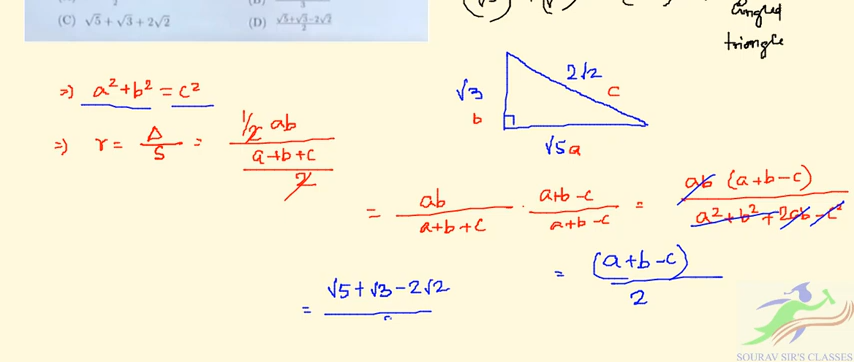 (C) √5 + √3 + 2√2
(D) (√5+√3−2√2)/2
angled
triangle
⇒) a² + b² = c²
⇒) r = Δ/S = (1/2 ab)/((a+b+c)/2)
√3
b
2√2
c
√5 a
= ab/(a+b+c) · (a+b−c)/(a+b−c) = ab (a+b−c)/(a²+b²+2ab−c²)
= (a+b−c)/2
= √5 + √3 − 2√2
SOURAV SIR'S CLASSES